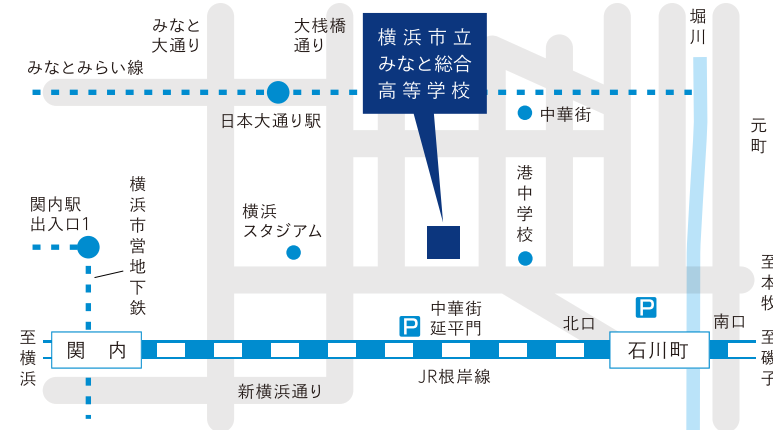 みなと
大通り
大桟橋
通り
横浜市立
みなと総合
高等学校
堀川
みなとみらい線
日本大通り駅
中華街
元町
関内駅
出入口1
横浜市営地下鉄
横浜
スタジアム
港中学校
至本牧
P
中華街
延平門
P
北口
南口
至横浜
関内
石川町
至磯子
新横浜通り
JR根岸線